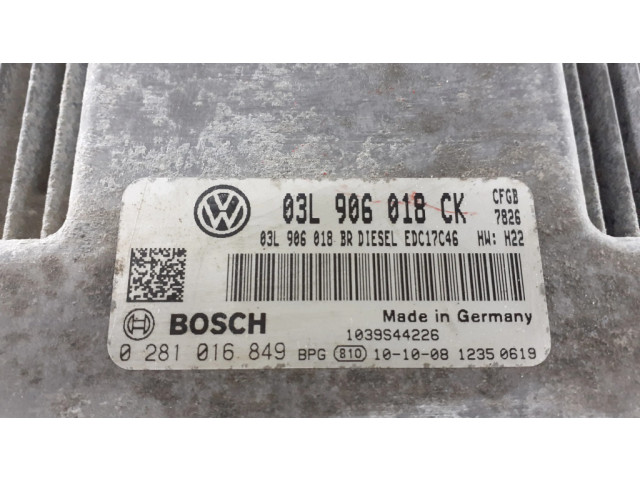 03L 906 018 CK CFGB
7826
03L 906 018 BR DIESEL EDC17C46 HW: H22
BOSCH Made in Germany
1039S44226
0 281 016 849 BPG 810 10-10-08 1235 0619